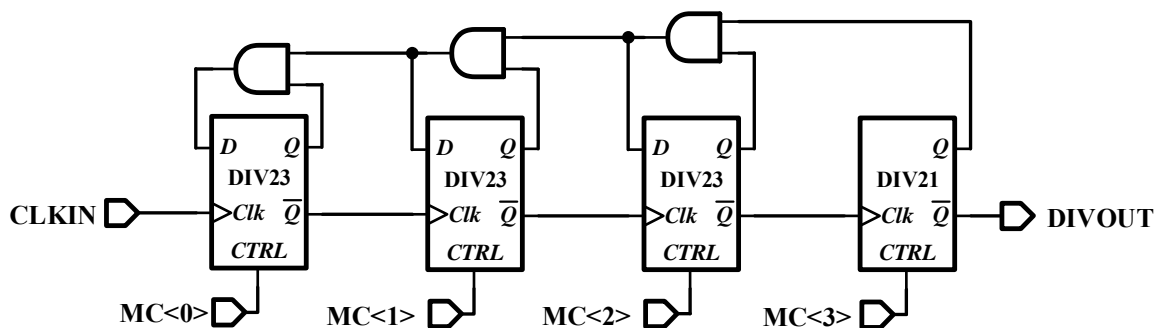 D Q
DIV23
CLKIN Clk Q̅
CTRL
MC<0>
D Q
DIV23
Clk Q̅
CTRL
MC<1>
D Q
DIV23
Clk Q̅
CTRL
MC<2>
Q
DIV21
Clk Q̅
CTRL
MC<3>
DIVOUT